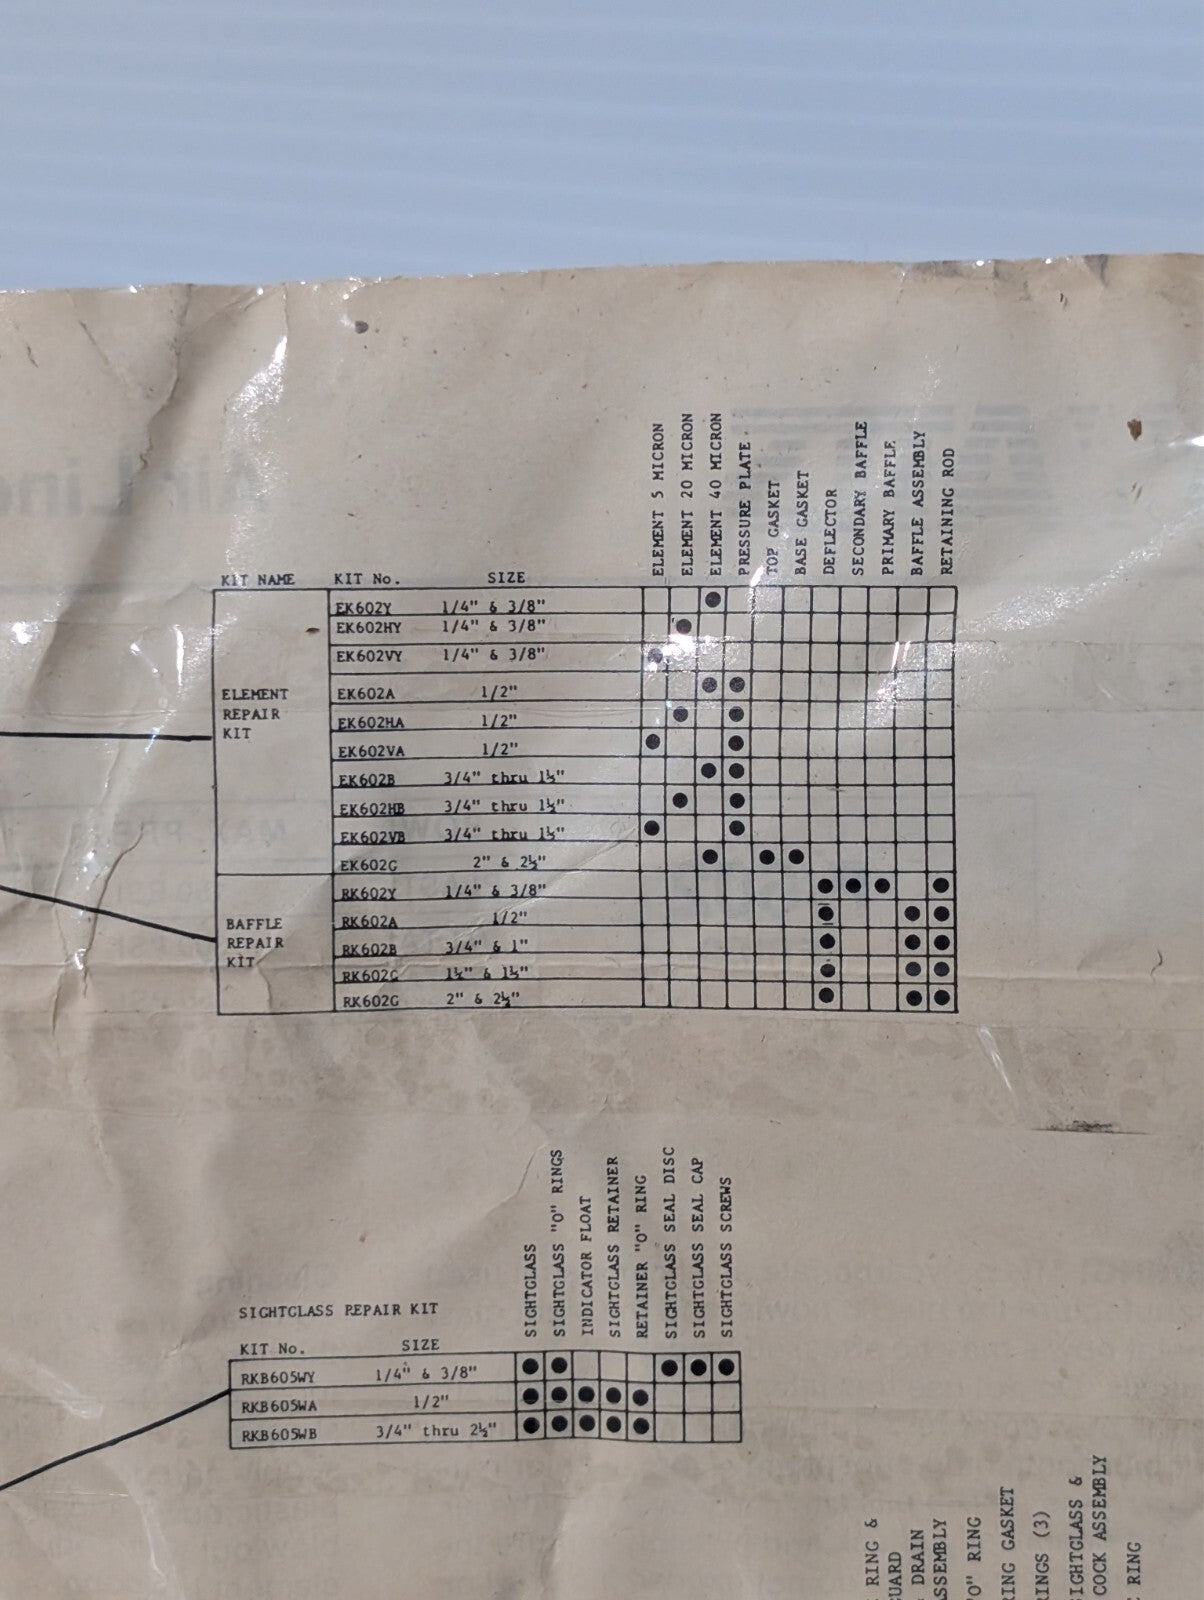 ELEMENT 5 MICRON
ELEMENT 20 MICRON
ELEMENT 40 MICRON
PRESSURE PLATE
TOP GASKET
BASE GASKET
DEFLECTOR
SECONDARY BAFFLE
PRIMARY BAFFLE
BAFFLE ASSEMBLY
RETAINING ROD
KIT NAME KIT No. SIZE
ELEMENT
REPAIR
KIT
EK602Y 1/4" & 3/8" ●
EK602HY 1/4" & 3/8" ●
EK602VY 1/4" & 3/8" ●
EK602A 1/2" ● ●
EK602HA 1/2" ● ●
EK602VA 1/2" ● ●
EK602B 3/4" thru 1½" ● ●
EK602HB 3/4" thru 1½" ● ●
EK602VB 3/4" thru 1½" ● ●
EK602G 2" & 2½" ● ● ●
BAFFLE
REPAIR
KIT
RK602Y 1/4" & 3/8" ● ● ● ●
RK602A 1/2" ● ● ●
RK602B 3/4" & 1" ● ● ●
RK602C 1¼" & 1½" ● ● ●
RK602G 2" & 2½" ● ● ●
SIGHTGLASS
SIGHTGLASS "O" RINGS
INDICATOR FLOAT
SIGHTGLASS RETAINER
RETAINER "O" RING
SIGHTGLASS SEAL DISC
SIGHTGLASS SEAL CAP
SIGHTGLASS SCREWS
SIGHTGLASS REPAIR KIT
KIT No. SIZE
RKB605WY 1/4" & 3/8" ● ● ● ● ●
RKB605WA 1/2" ● ● ● ● ●
RKB605WB 3/4" thru 2½" ● ● ● ● ●
RING &
UARD
DRAIN
ASSEMBLY
"O" RING
RING GASKET
RINGS (3)
SIGHTGLASS &
COCK ASSEMBLY
RING